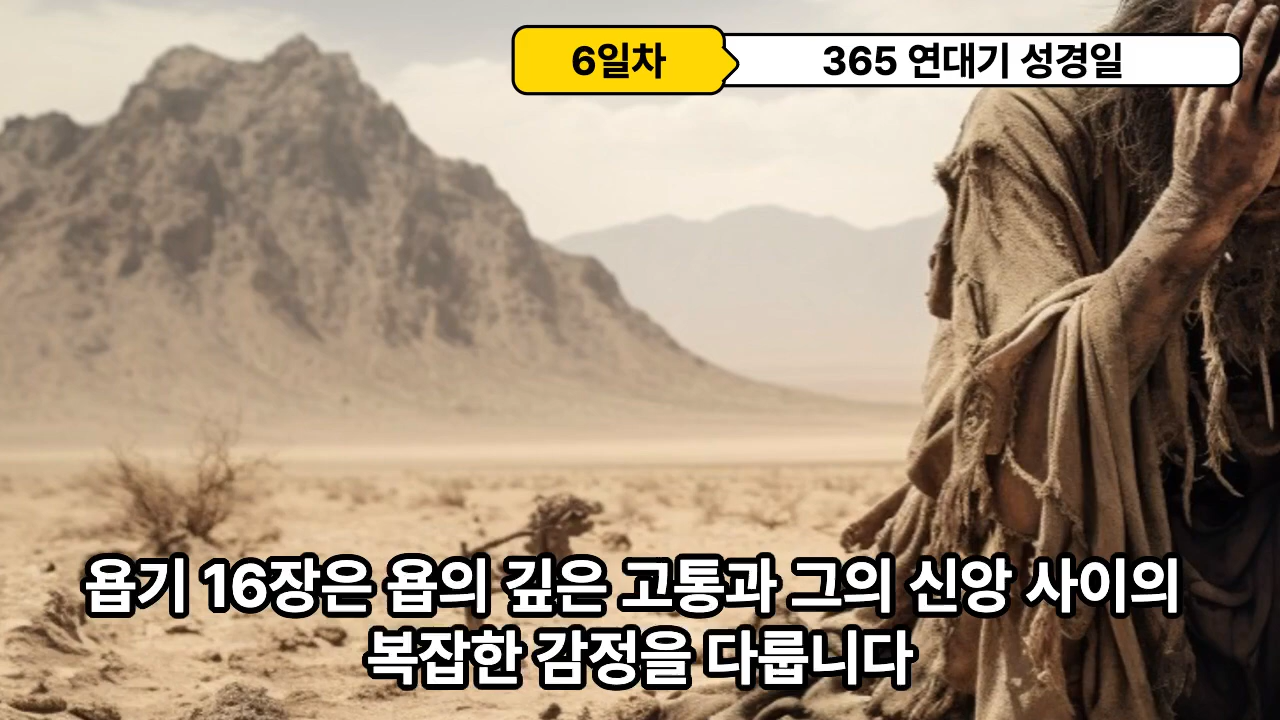 6일차
365 연대기 성경일
욥기 16장은 욥의 깊은 고통과 그의 신앙 사이의
복잡한 감정을 다룹니다